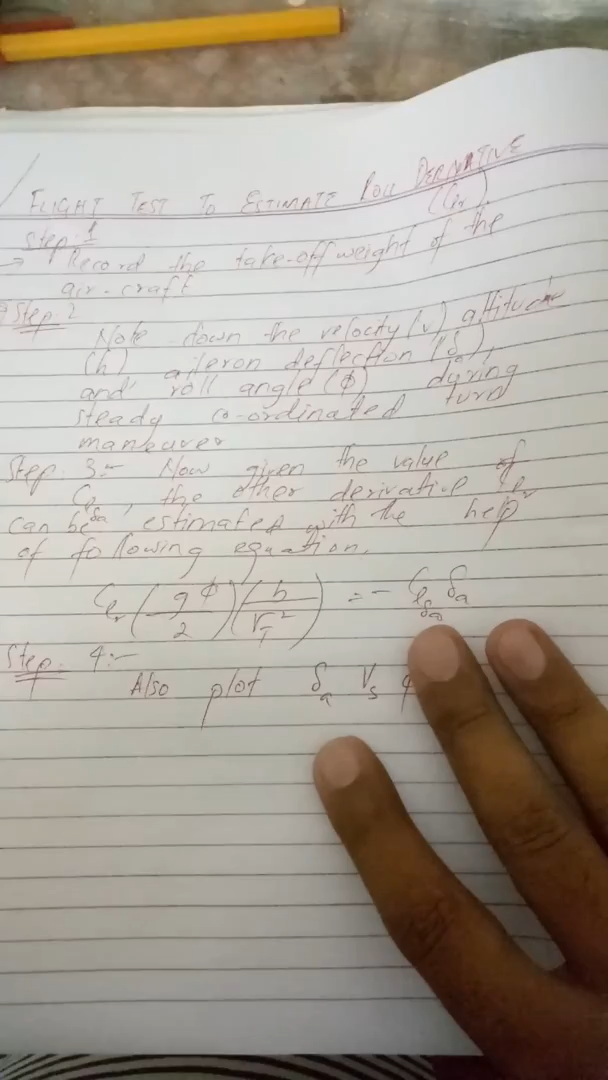 FLIGHT TEST TO ESTIMATE ROLL DERIVATIVE
(Clr)
Step: 1
→ Record the take-off weight of the
air-craft
Step: 2
Note down the velocity (v) altitude
(h) aileron deflection (δa),
and roll angle (φ) during
steady co-ordinated turn
maneuver
Step: 3:- Now given the value of
Clδa, the other derivative Clr
can be estimated with the help
of following equation.
Clr (gφ/2)(b/VT²) = - Clδa δa
Step: 4:-
Also plot δa Vs φ